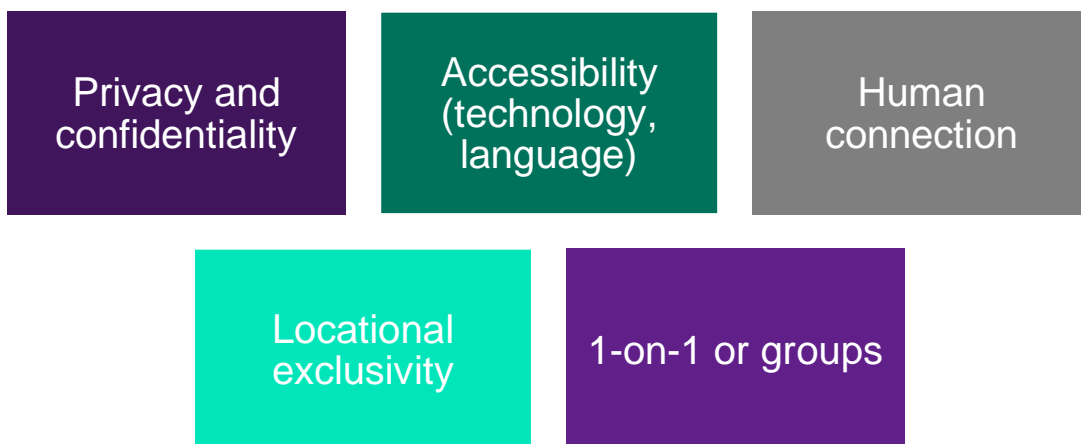 Privacy and
confidentiality
Accessibility
(technology,
language)
Human
connection
Locational
exclusivity
1-on-1 or groups